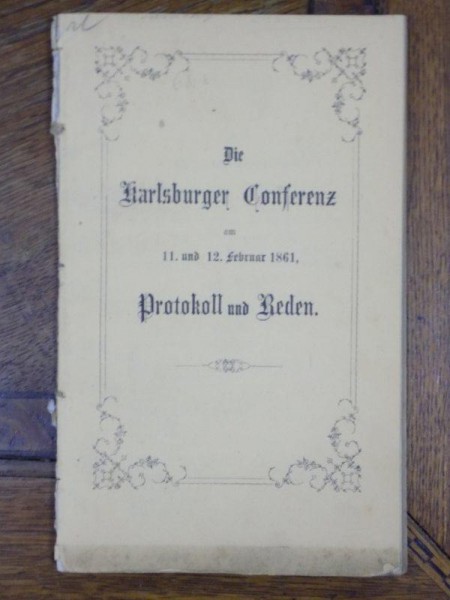 Die
Karlsburger Conferenz
am
11. und 12. Februar 1861,
Protokoll und Reden.